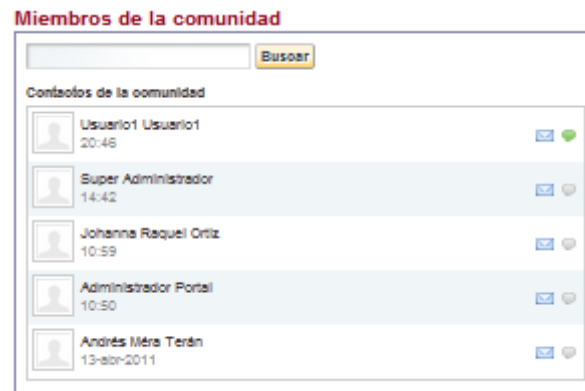 Miembros de la comunidad
Buscar
Contactos de la comunidad
Usuario1 Usuario1
20:46
Super Administrador
14:42
Johanna Raquel Ortiz
10:59
Administrador Portal
10:50
Andrés Méra Terán
13-abr-2011